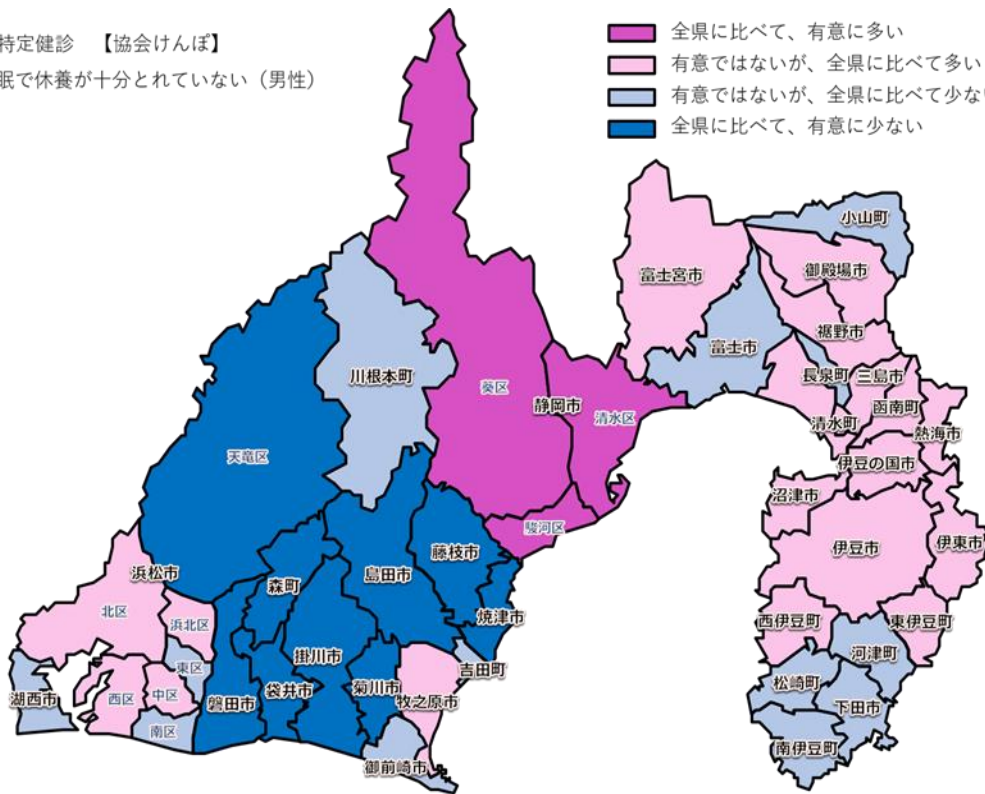 特定健診 【協会けんぽ】
眠で休養が十分とれていない（男性）
全県に比べて、有意に多い
有意ではないが、全県に比べて多い
有意ではないが、全県に比べて少ない
全県に比べて、有意に少ない
小山町
富士宮市
御殿場市
裾野市
富士市
長泉町
三島市
川根本町
葵区
静岡市
清水区
函南町
清水町
熱海市
天竜区
伊豆の国市
沼津市
駿河区
伊豆市
伊東市
藤枝市
浜松市
島田市
森町
北区
浜北区
焼津市
西伊豆町
東伊豆町
掛川市
河津町
東区
吉田町
湖西市
西区
中区
磐田市
袋井市
菊川市
牧之原市
松崎町
下田市
南区
南伊豆町
御前崎市